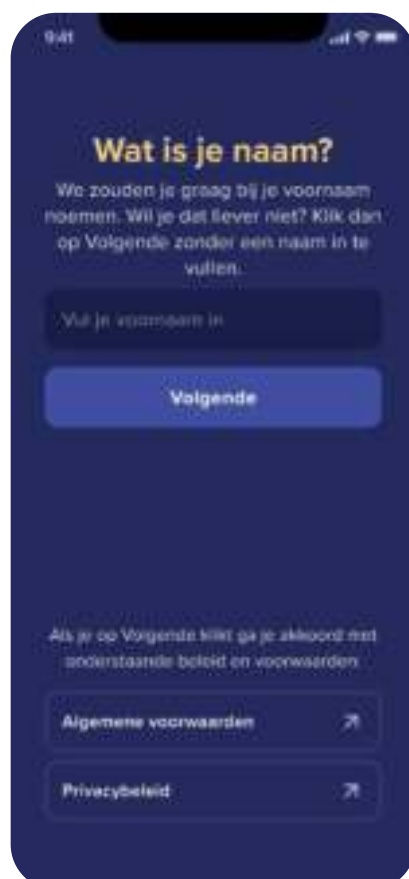 9:41
Wat is je naam?
We zouden je graag bij je voornaam
noemen. Wil je dat liever niet? Klik dan
op Volgende zonder een naam in te
vullen.
Vul je voornaam in
Volgende
Als je op Volgende klikt ga je akkoord met
onderstaande beleid en voorwaarden
Algemene voorwaarden
Privacybeleid